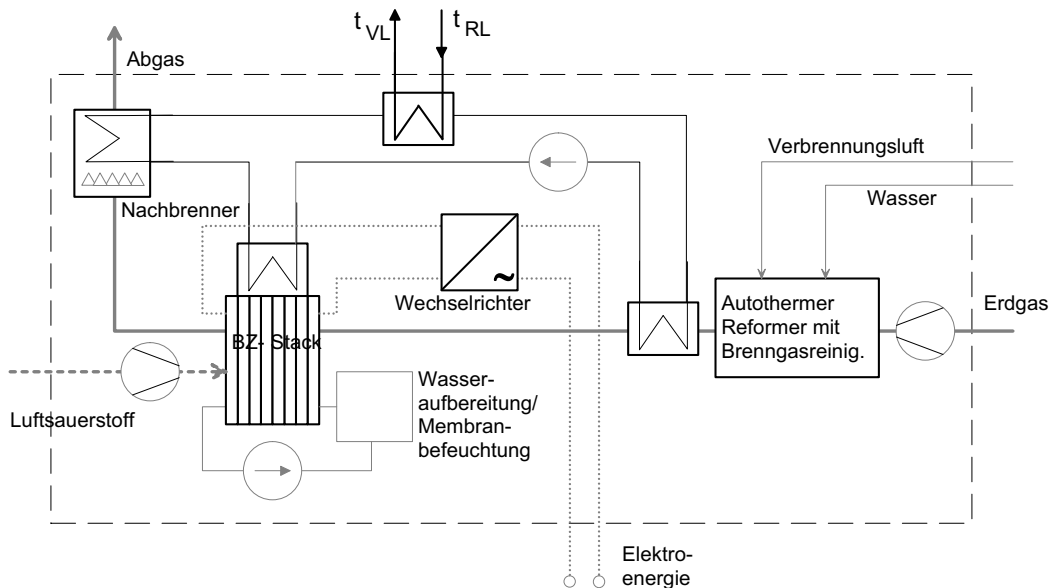 t VL
t RL
Abgas
Verbrennungsluft
Wasser
Nachbrenner
~
Wechselrichter
Erdgas
Autothermer
Reformer mit
Brenngasreinig.
BZ- Stack
Luftsauerstoff
Wasser-
aufbereitung/
Membran-
befeuchtung
Elektro-
energie